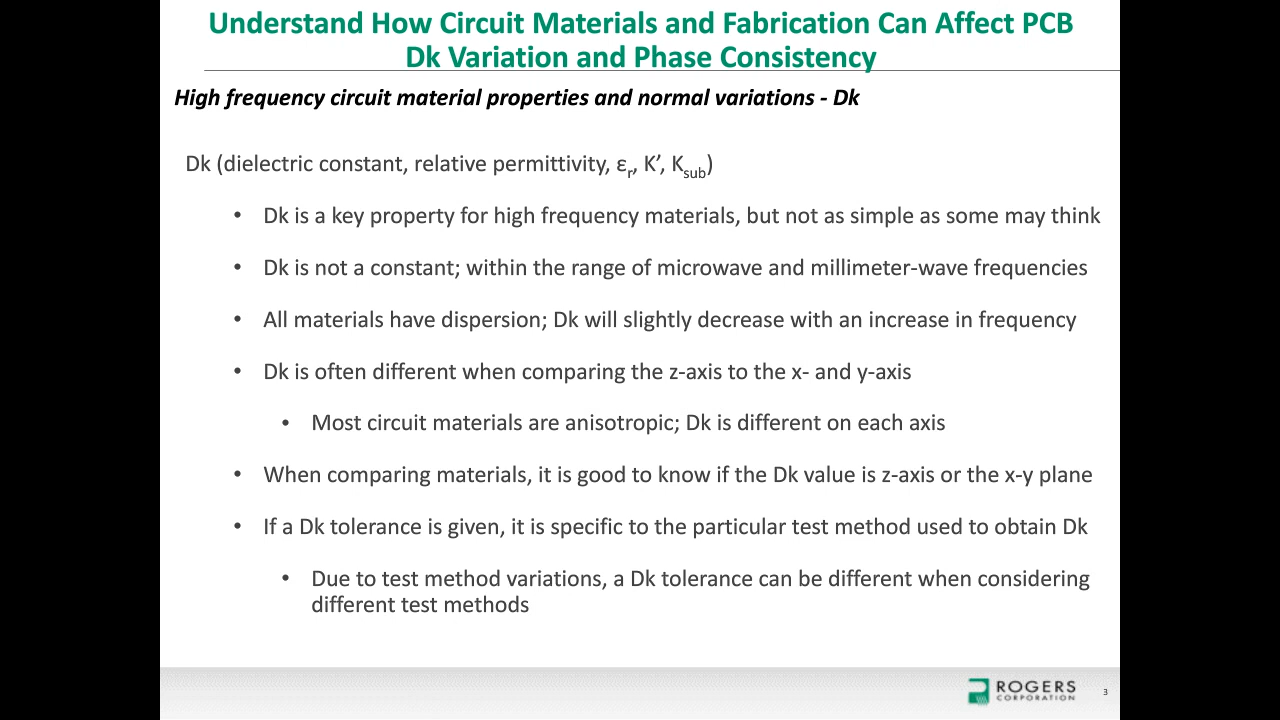 Understand How Circuit Materials and Fabrication Can Affect PCB
Dk Variation and Phase Consistency
High frequency circuit material properties and normal variations - Dk
Dk (dielectric constant, relative permittivity, εr, K’, Ksub)
• Dk is a key property for high frequency materials, but not as simple as some may think
• Dk is not a constant; within the range of microwave and millimeter-wave frequencies
• All materials have dispersion; Dk will slightly decrease with an increase in frequency
• Dk is often different when comparing the z-axis to the x- and y-axis
• Most circuit materials are anisotropic; Dk is different on each axis
• When comparing materials, it is good to know if the Dk value is z-axis or the x-y plane
• If a Dk tolerance is given, it is specific to the particular test method used to obtain Dk
• Due to test method variations, a Dk tolerance can be different when considering
different test methods
ROGERS
CORPORATION
3